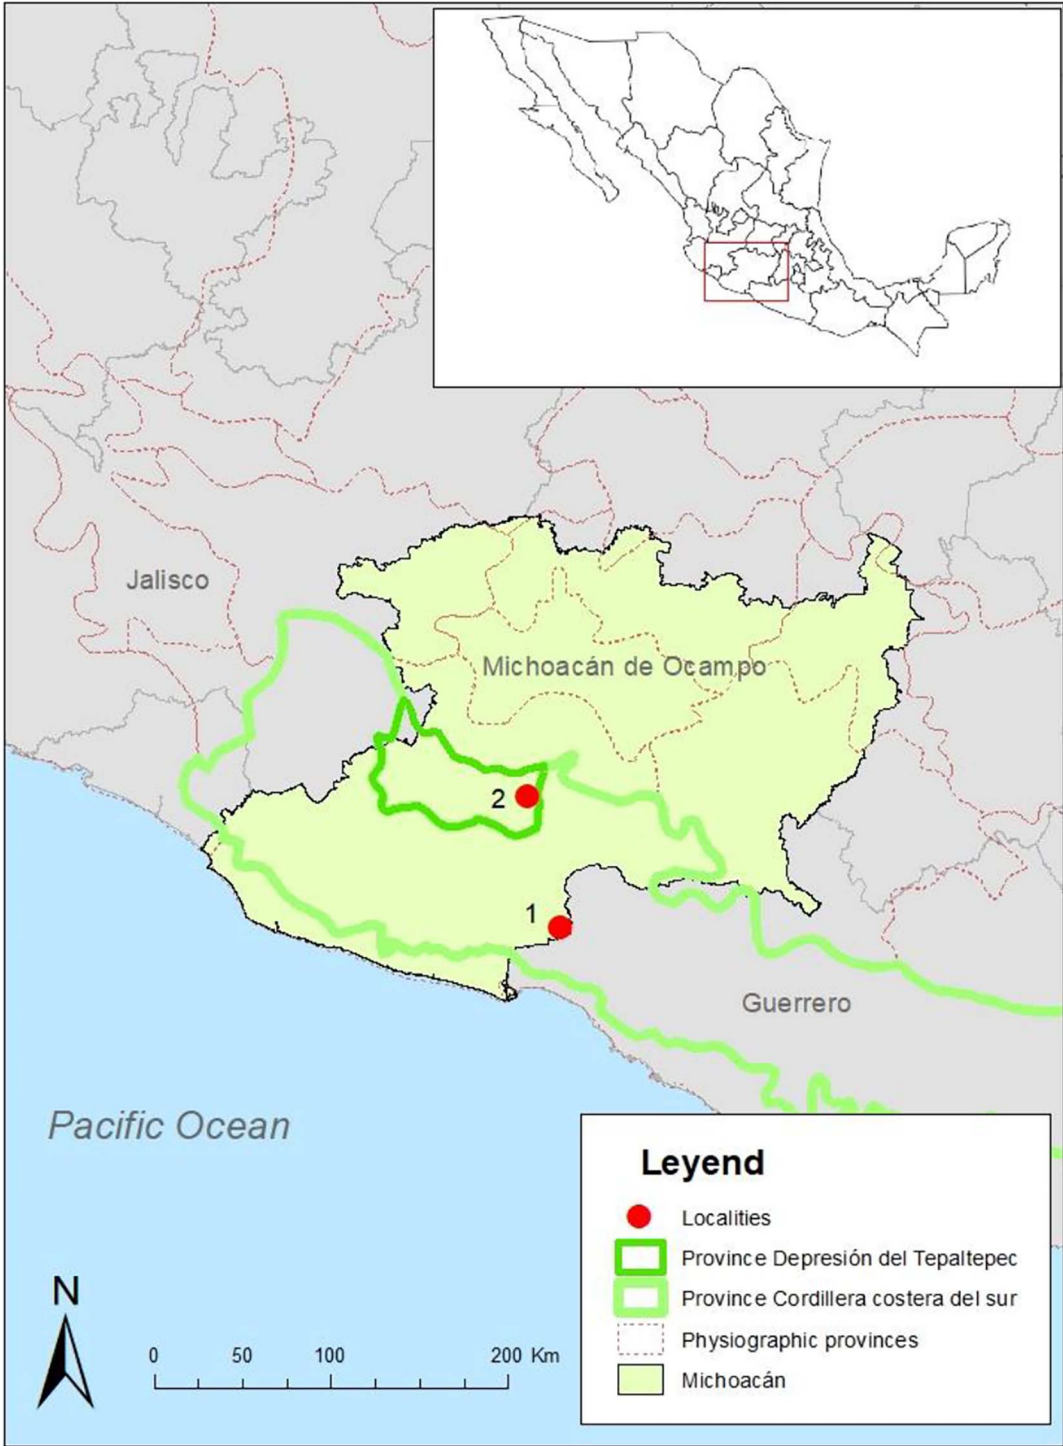 Jalisco
Michoacán de Ocampo
2
1
Guerrero
Pacific Ocean
N
0 50 100 200 Km
Leyend
Localities
Province Depresión del Tepaltepec
Province Cordillera costera del sur
Physiographic provinces
Michoacán